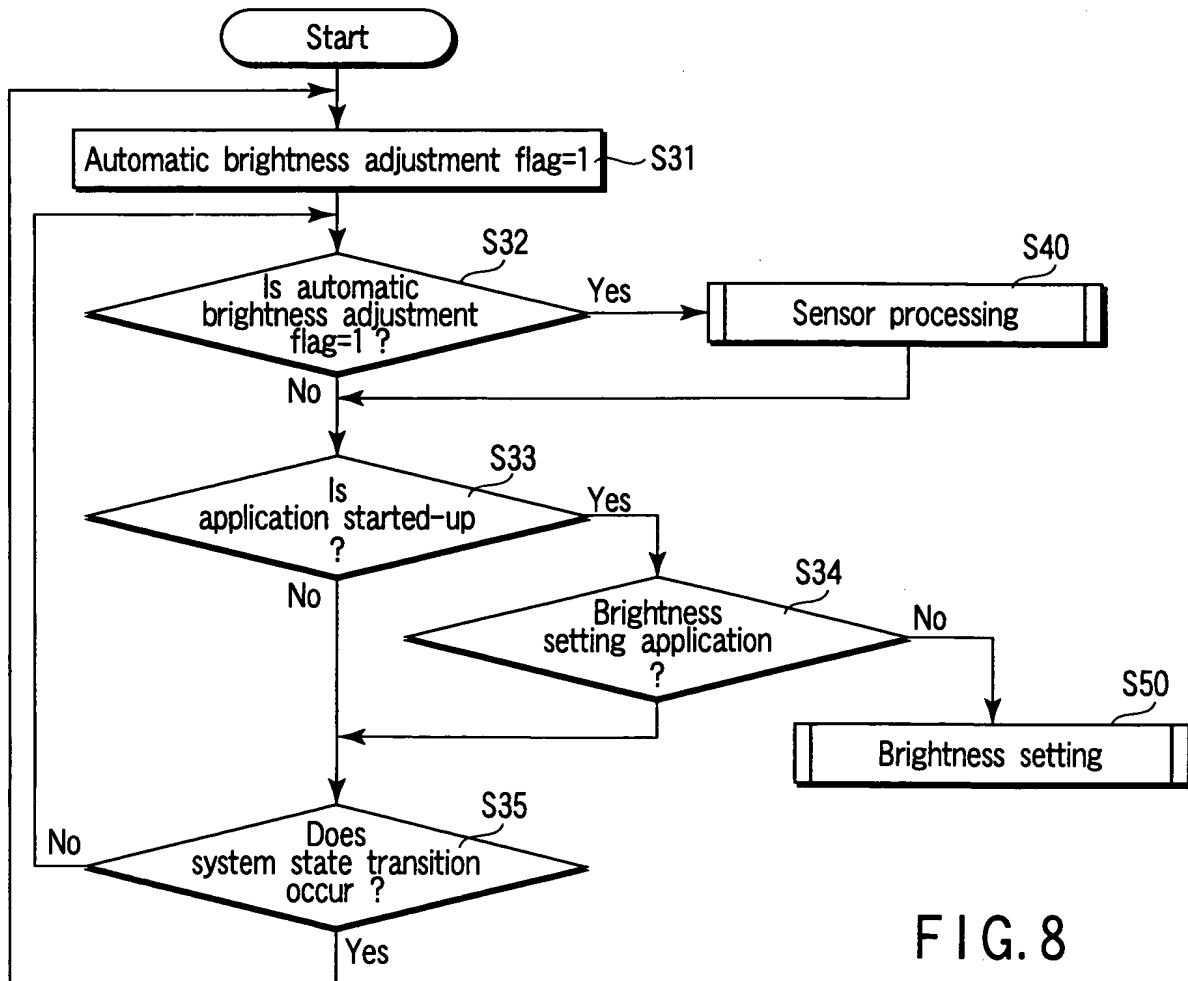 Start
Automatic brightness adjustment flag=1
S31
S32
Is automatic
brightness adjustment
flag=1 ?
Yes
No
S40
Sensor processing
S33
Is
application started-up
?
Yes
No
S34
Brightness
setting application
?
No
S50
Brightness setting
S35
Does
system state transition
occur ?
No
Yes
FIG. 8